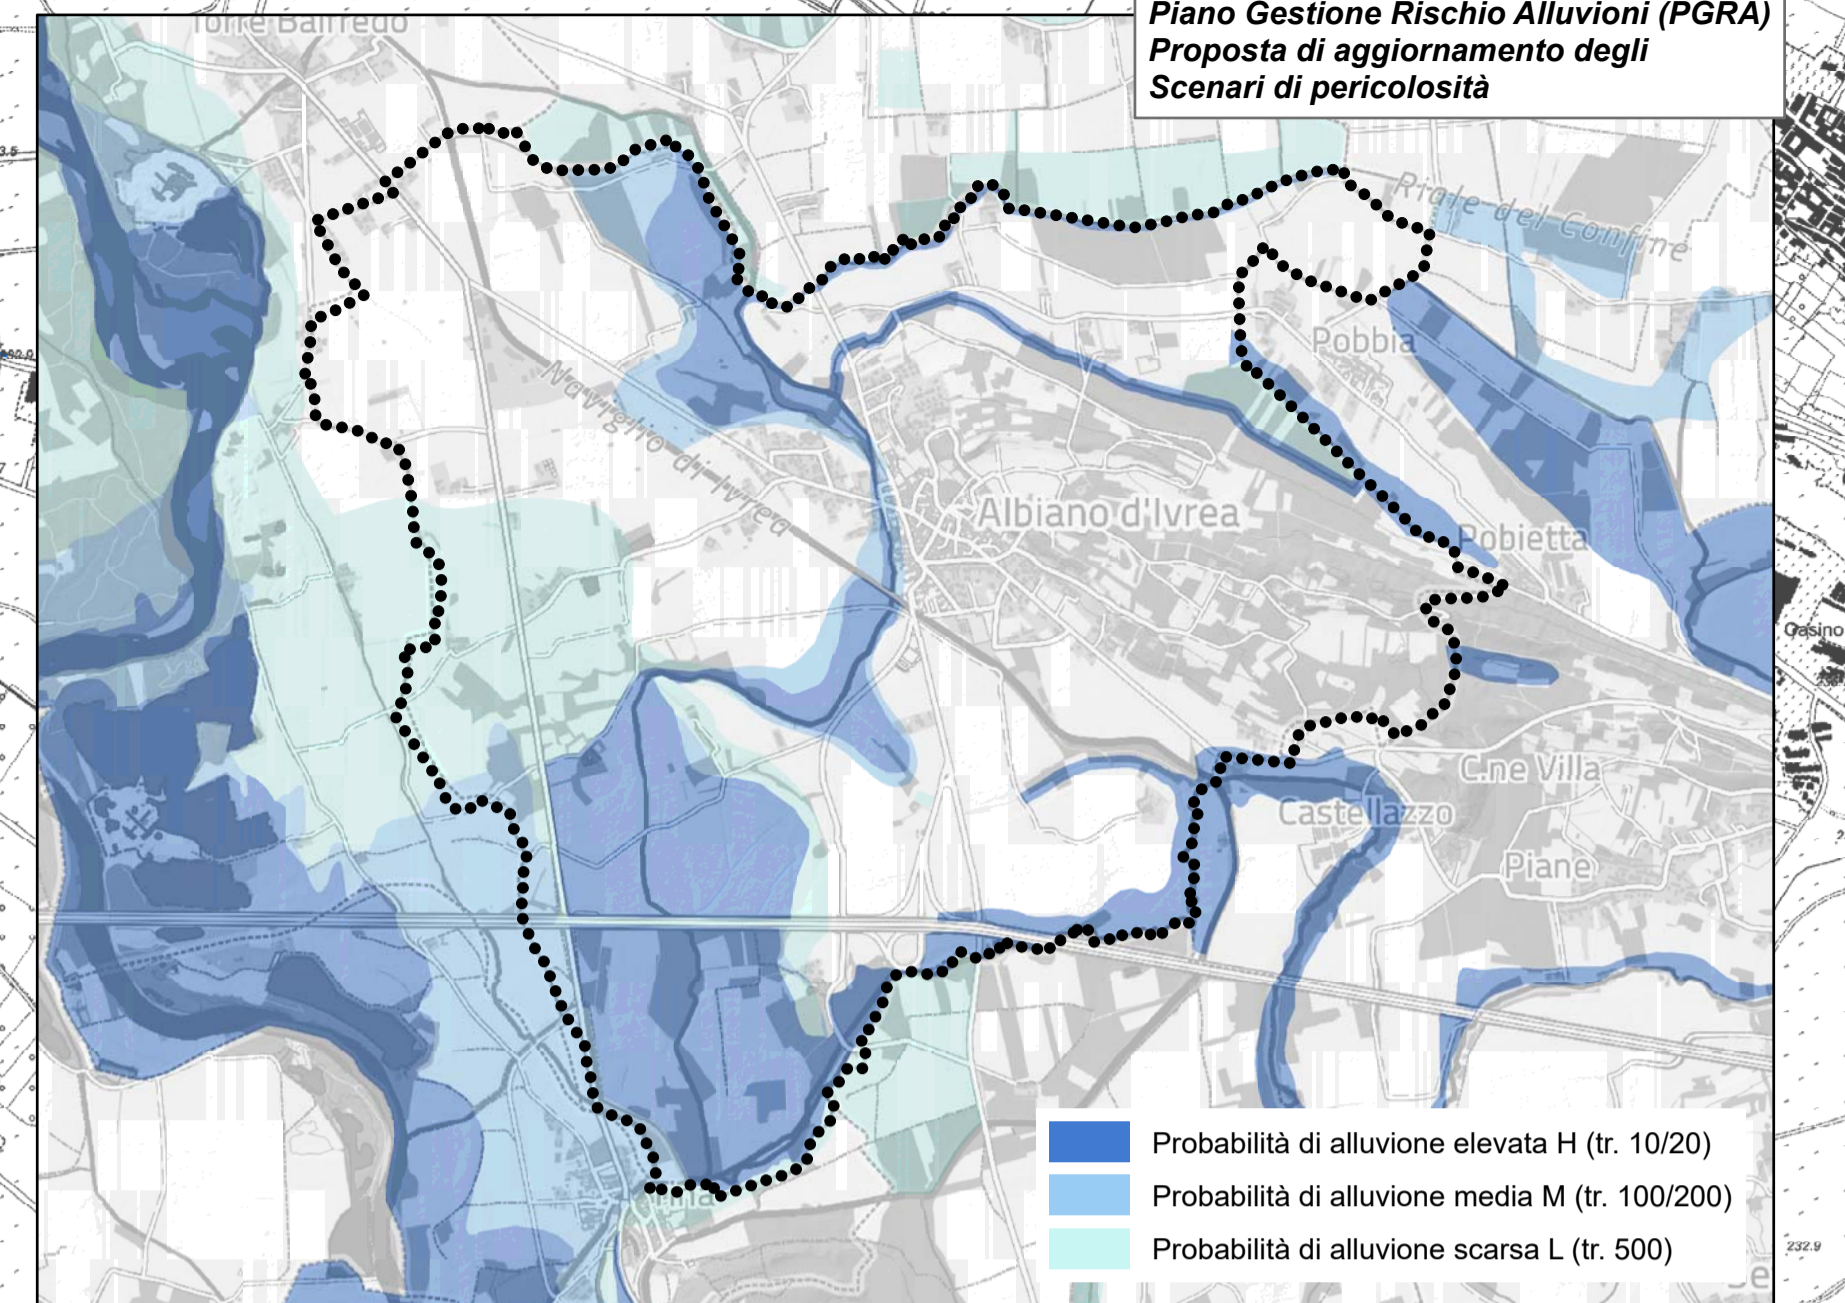 Piano Gestione Rischio Alluvioni (PGRA)
Proposta di aggiornamento degli
Scenari di pericolosità
Torre Balfredo
Riale del Confine
Pobbia
Naviglio d'Ivrea
Albiano d'Ivrea
Pobietta
Casino
C.ne Villa
Castellazzo
Piane
Probabilità di alluvione elevata H (tr. 10/20)
Probabilità di alluvione media M (tr. 100/200)
Probabilità di alluvione scarsa L (tr. 500)
232.9